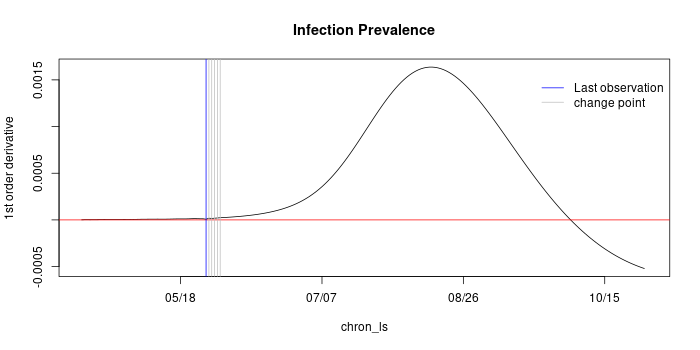 Infection Prevalence
1st order derivative
0.0015
0.0005
-0.0005
Last observation
change point
05/18
07/07
08/26
10/15
chron_ls